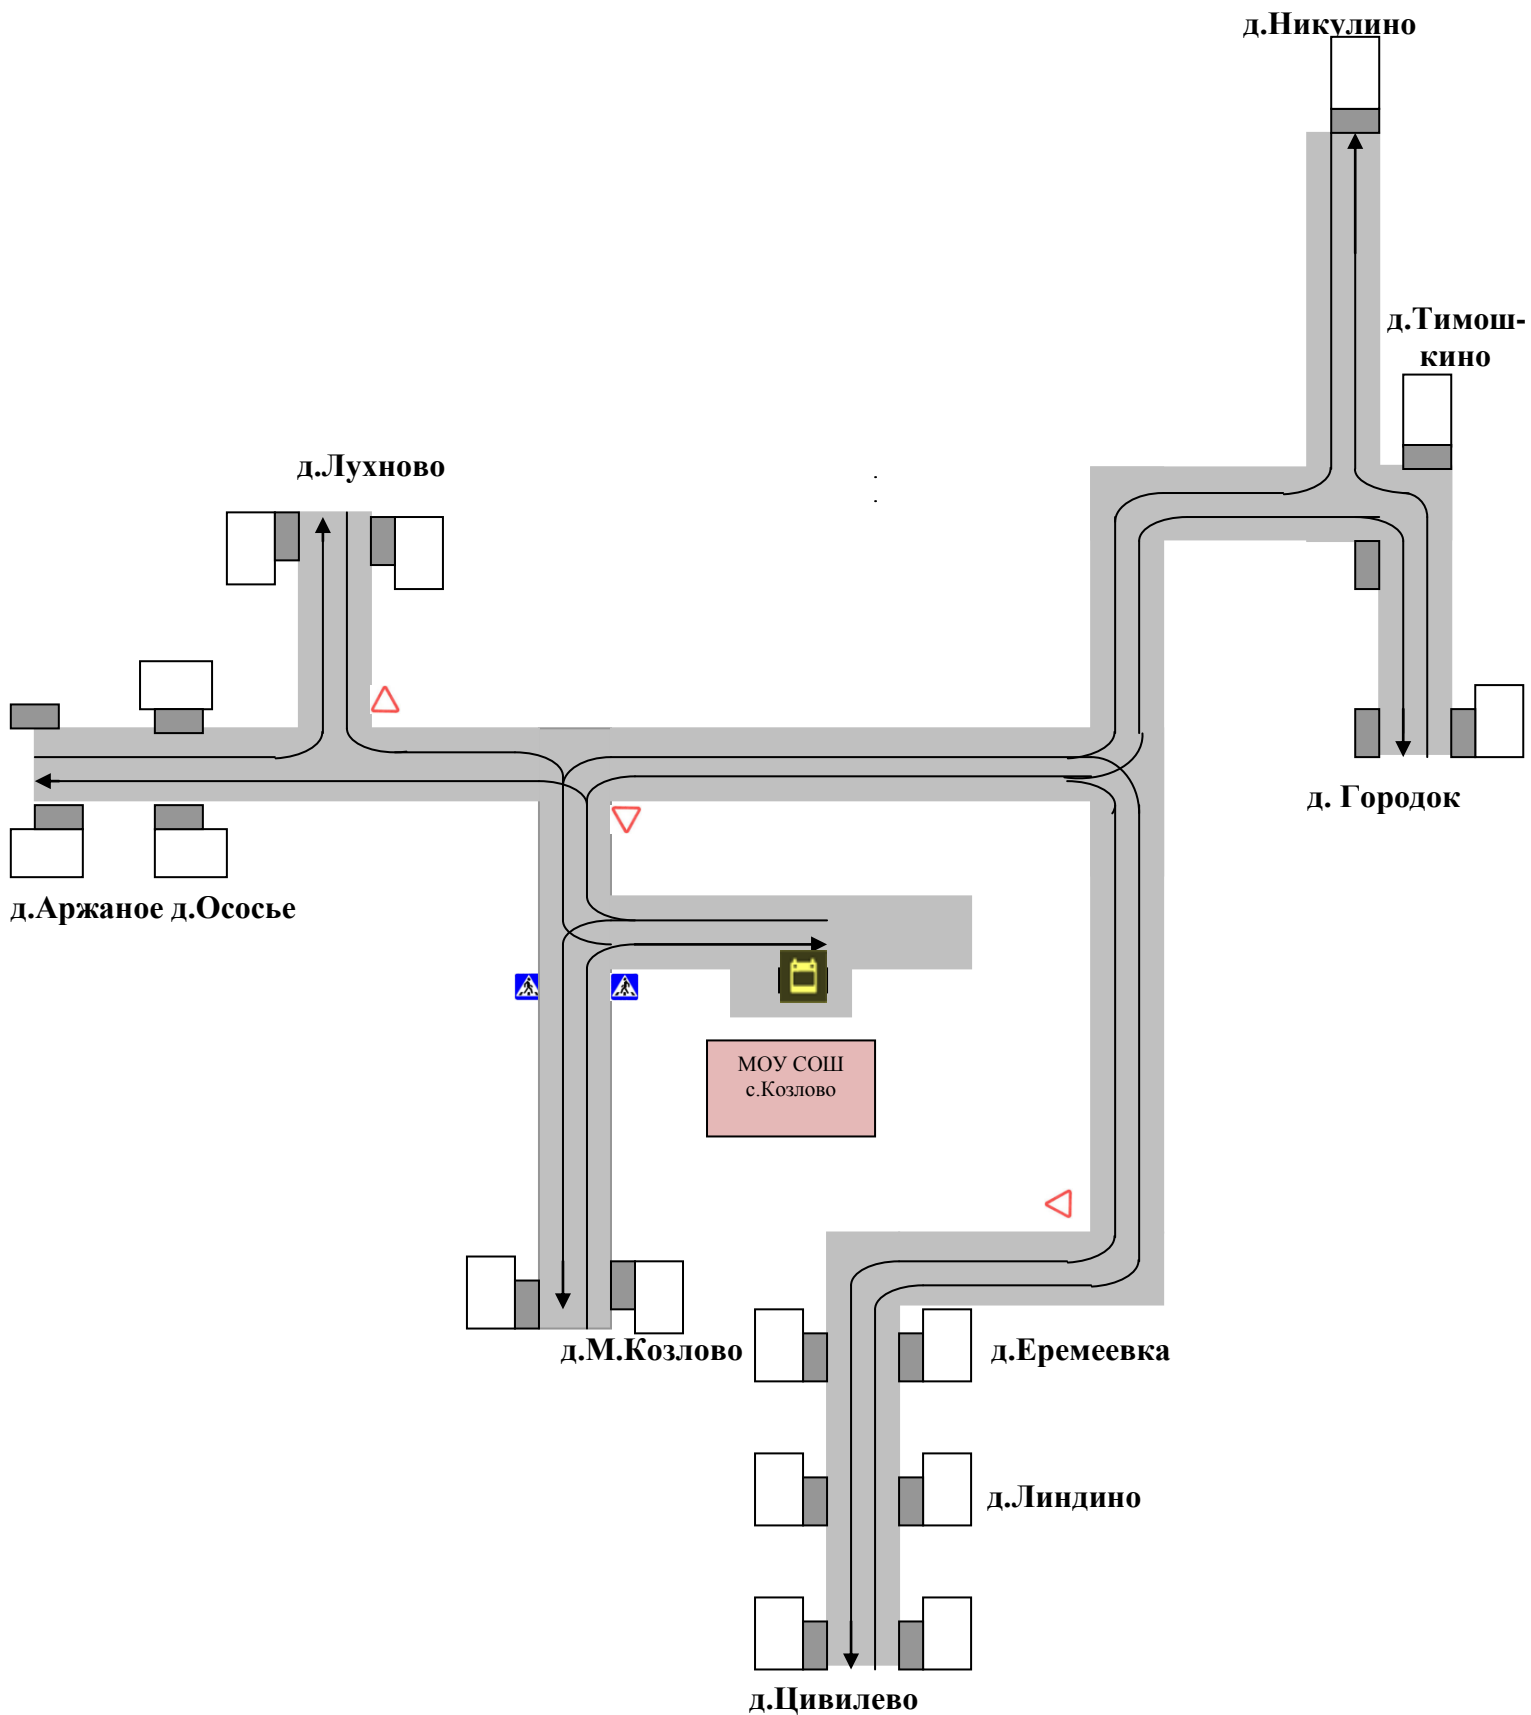 д.Никулино
д.Тимош-
кино
д.Лухново
д. Городок
д.Аржаное д.Ососье
МОУ СОШ
с.Козлово
д.М.Козлово
д.Еремеевка
д.Линдино
д.Цивилево